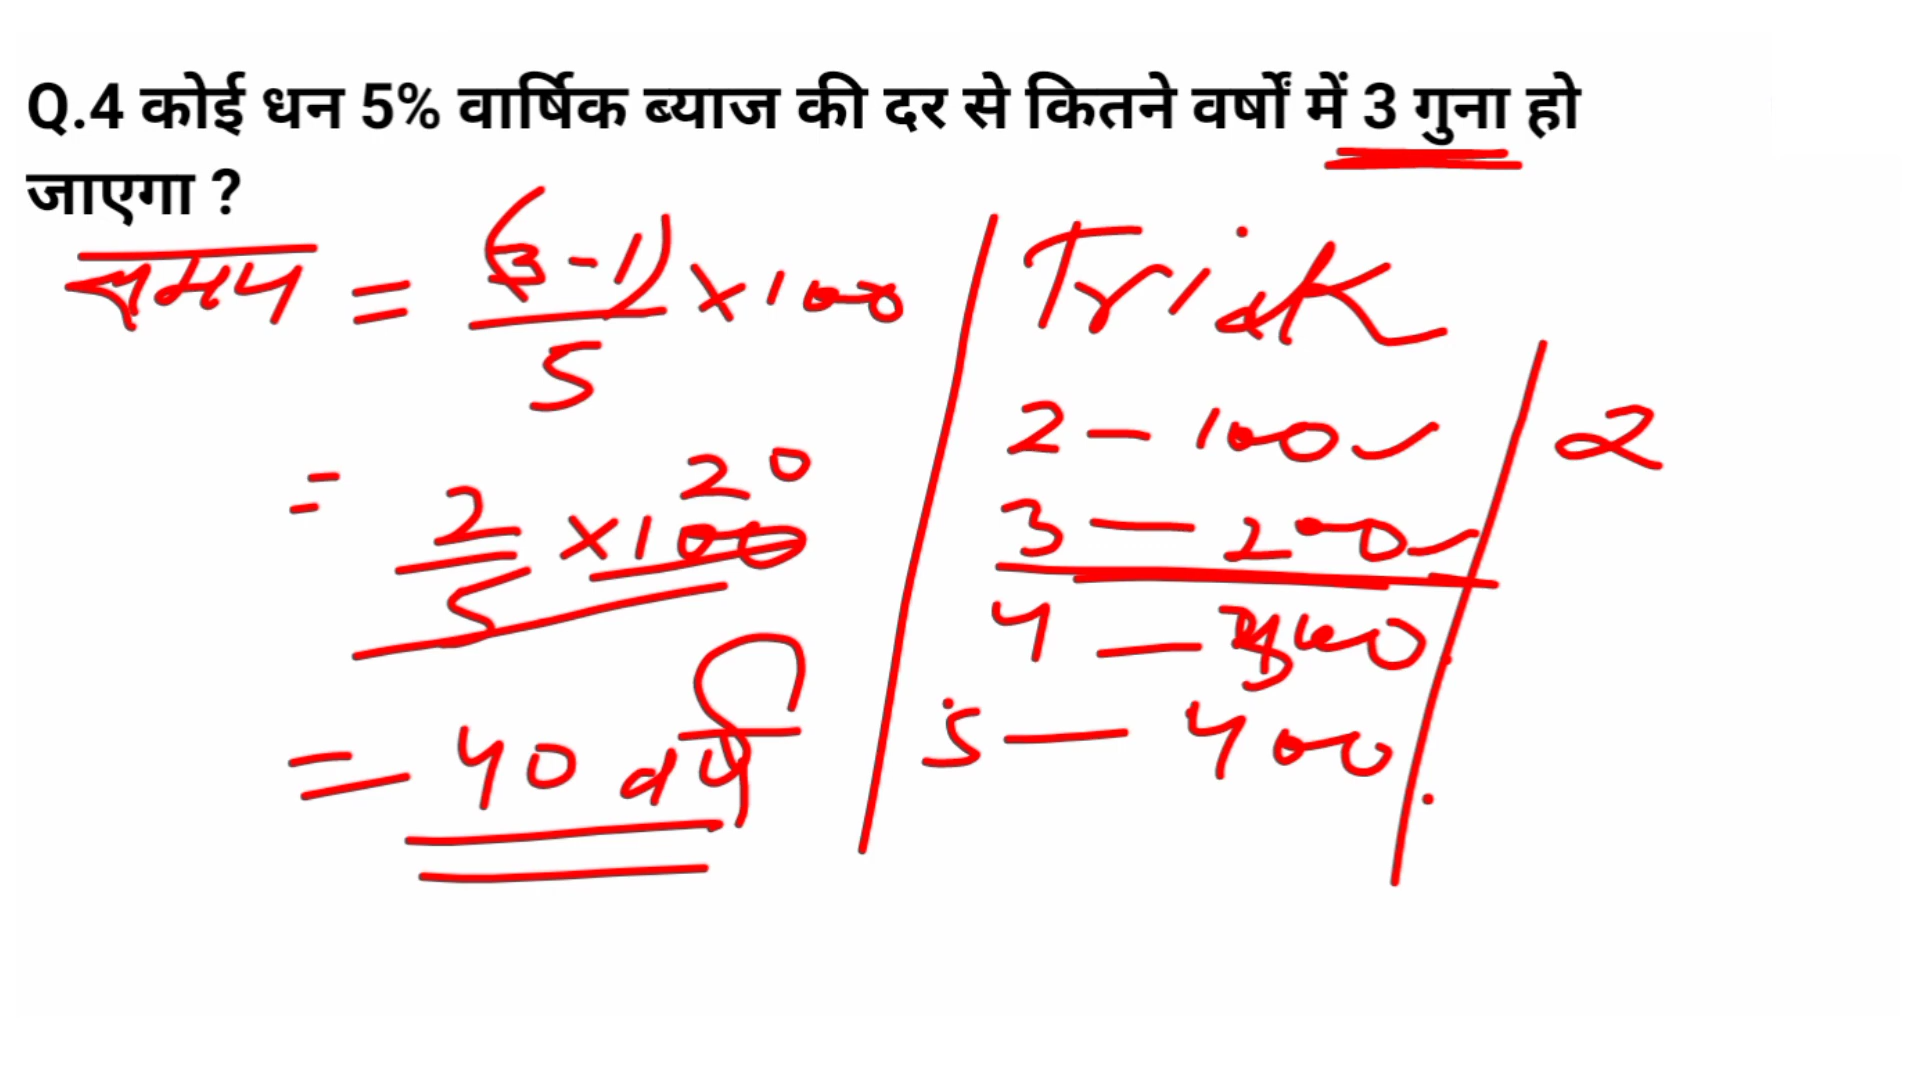 Q.4 कोई धन 5% वार्षिक ब्याज की दर से कितने वर्षों में 3 गुना हो
जाएगा ?
समय = (3-1)/5 × 100
= 2/5 × 100 20
= 40 वर्ष
Trick
2 - 100 2
3 - 200
4 - 300
5 - 400